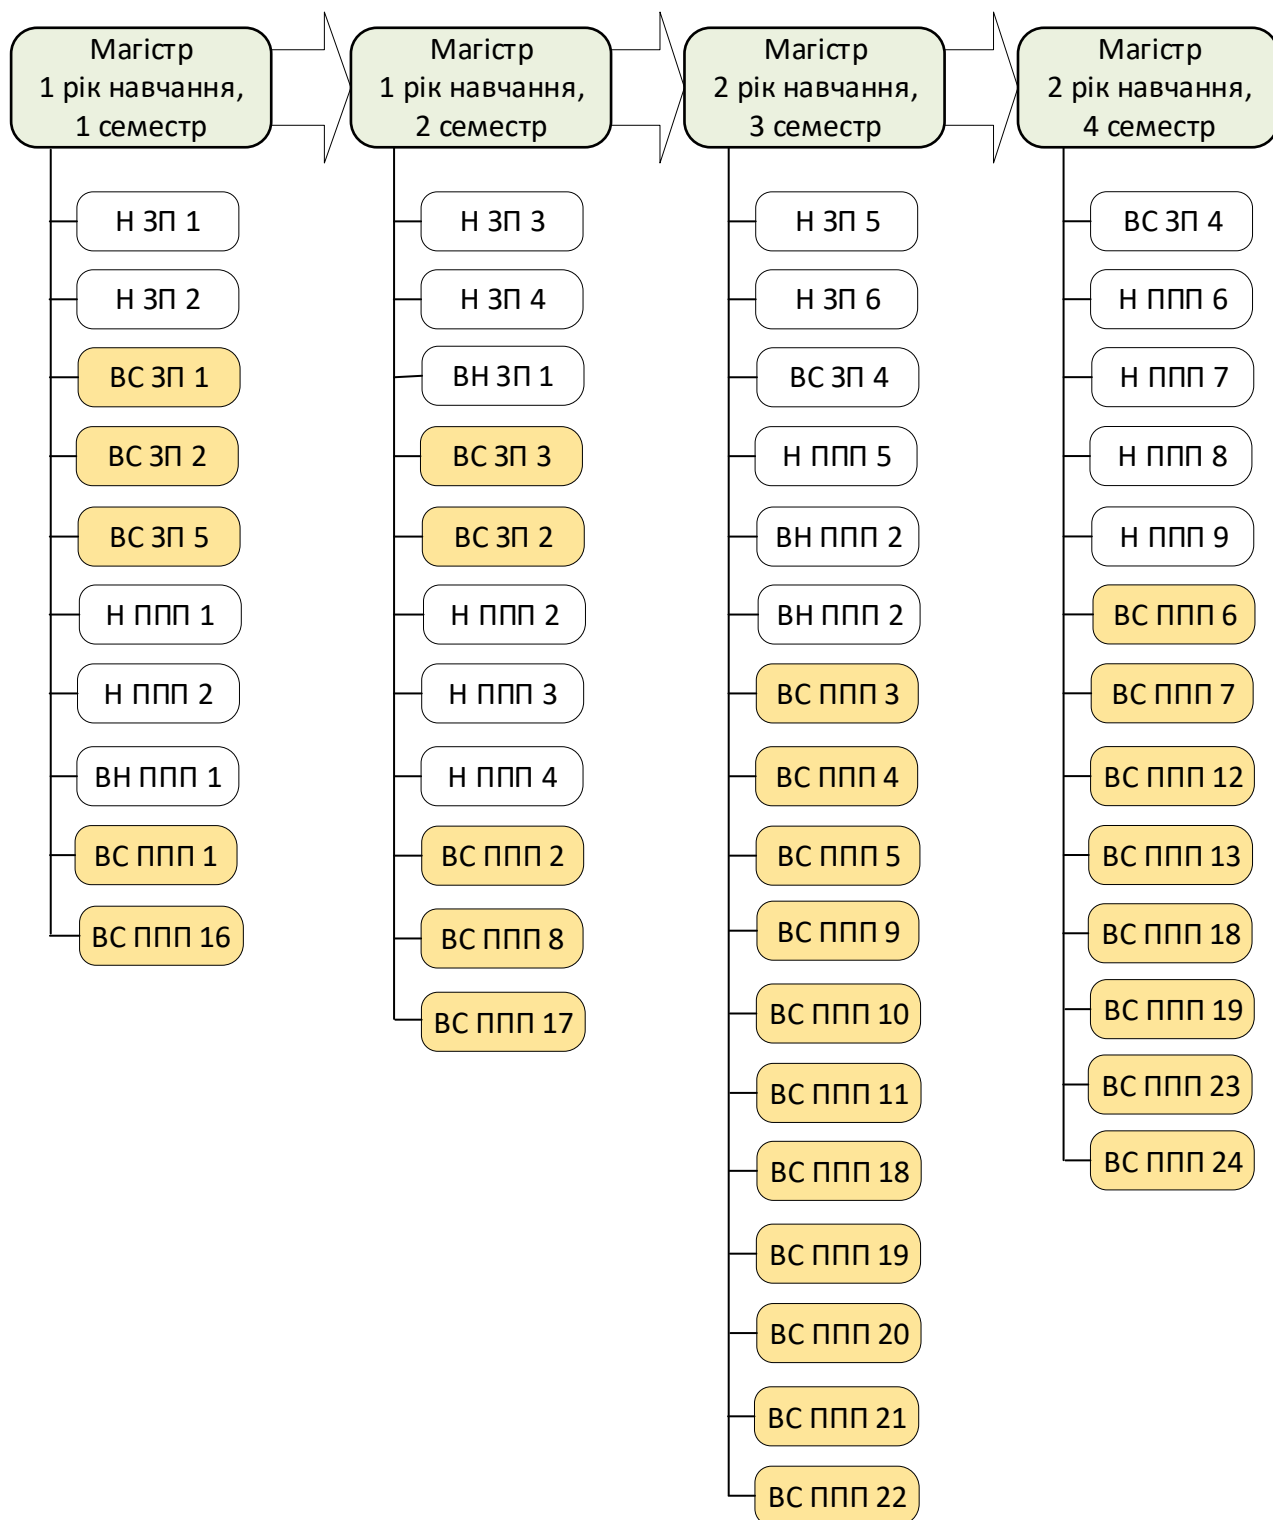 Магістр
1 рік навчання,
1 семестр
Н ЗП 1
Н ЗП 2
ВС ЗП 1
ВС ЗП 2
ВС ЗП 5
Н ППП 1
Н ППП 2
ВН ППП 1
ВС ППП 1
ВС ППП 16
Магістр
1 рік навчання,
2 семестр
Н ЗП 3
Н ЗП 4
ВН ЗП 1
ВС ЗП 3
ВС ЗП 2
Н ППП 2
Н ППП 3
Н ППП 4
ВС ППП 2
ВС ППП 8
ВС ППП 17
Магістр
2 рік навчання,
3 семестр
Н ЗП 5
Н ЗП 6
ВС ЗП 4
Н ППП 5
ВН ППП 2
ВН ППП 2
ВС ППП 3
ВС ППП 4
ВС ППП 5
ВС ППП 9
ВС ППП 10
ВС ППП 11
ВС ППП 18
ВС ППП 19
ВС ППП 20
ВС ППП 21
ВС ППП 22
Магістр
2 рік навчання,
4 семестр
ВС ЗП 4
Н ППП 6
Н ППП 7
Н ППП 8
Н ППП 9
ВС ППП 6
ВС ППП 7
ВС ППП 12
ВС ППП 13
ВС ППП 18
ВС ППП 19
ВС ППП 23
ВС ППП 24